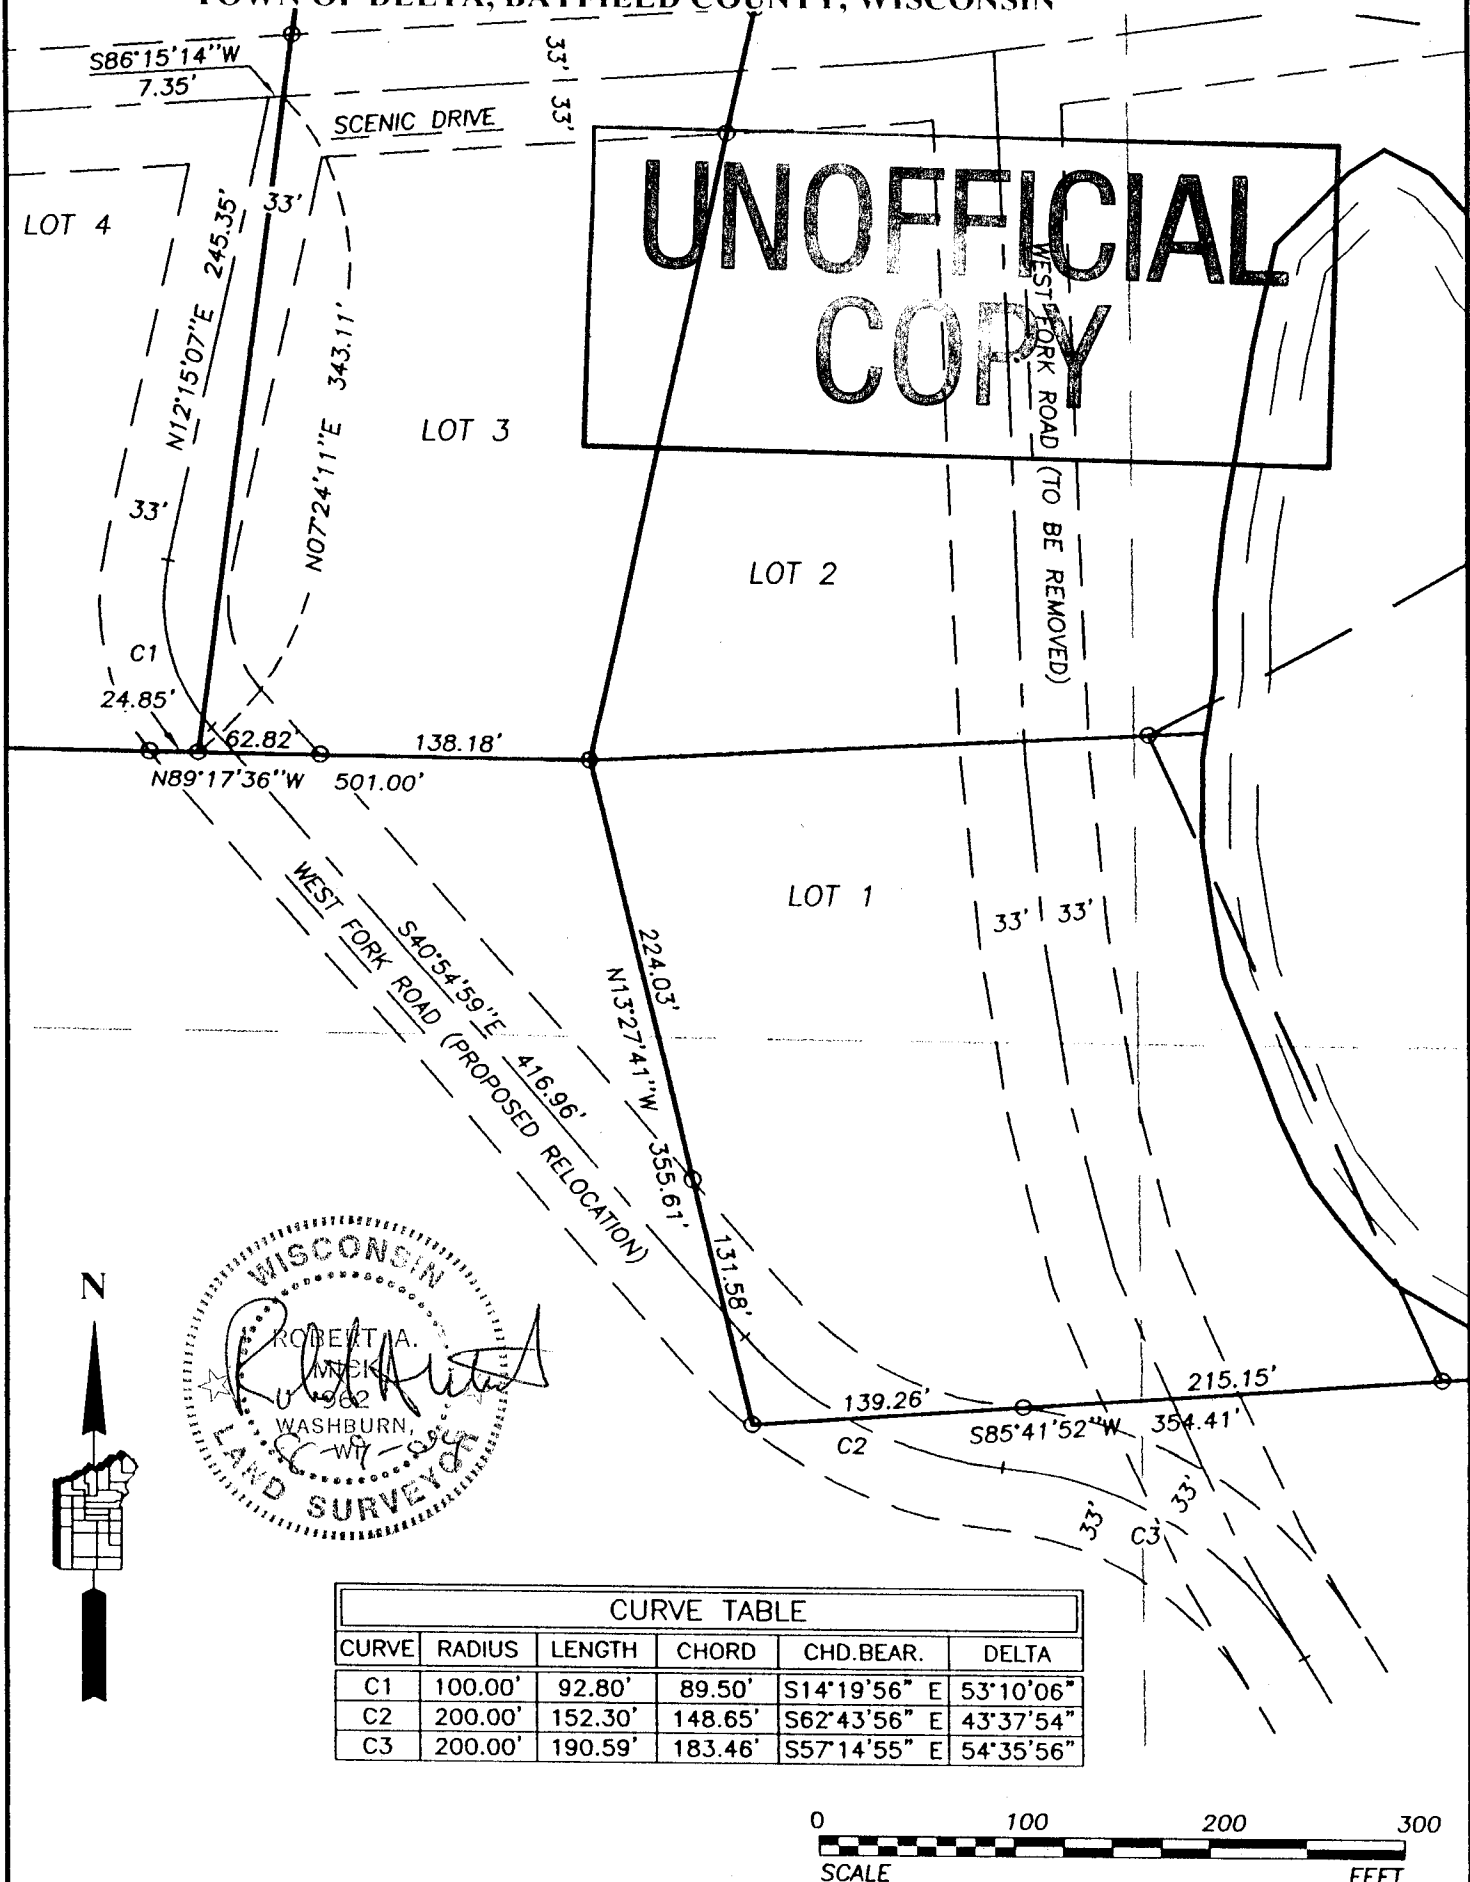 TOWN OF DELTA, BAYFIELD COUNTY, WISCONSIN
S86°15'14"W
7.35'
33' 33'
SCENIC DRIVE
UNOFFICIAL
COPY
LOT 4
33'
N12°15'07"E 245.35'
N07°24'11"E 343.11'
LOT 3
33'
WEST FORK ROAD (TO BE REMOVED)
LOT 2
C1
24.85'
62.82'
138.18'
N89°17'36"W 501.00'
LOT 1
33' 33'
WEST FORK ROAD (PROPOSED RELOCATION)
S40°54'59"E 416.96'
224.03'
N13°27'41"W 355.61'
131.58'
139.26'
215.15'
C2
S85°41'52"W 354.41'
33' 33'
C3
N
WISCONSIN
ROBERT A.
MICK
WASHBURN,
WI
LAND SURVEYOR
CURVE TABLE
CURVE RADIUS LENGTH CHORD CHD.BEAR. DELTA
C1 100.00' 92.80' 89.50' S14°19'56" E 53°10'06"
C2 200.00' 152.30' 148.65' S62°43'56" E 43°37'54"
C3 200.00' 190.59' 183.46' S57°14'55" E 54°35'56"
0 100 200 300
SCALE FEET